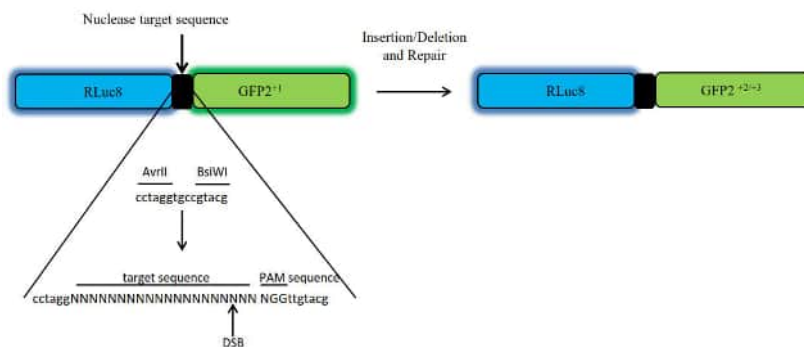 Nuclease target sequence
Insertion/Deletion
and Repair
RLuc8
GFP2+1
RLuc8
GFP2 +2/+3
AvrII BsiWI
cctaggtgccgtacg
target sequence PAM sequence
cctaggNNNNNNNNNNNNNNNNNNNN NGGttgtacg
DSB